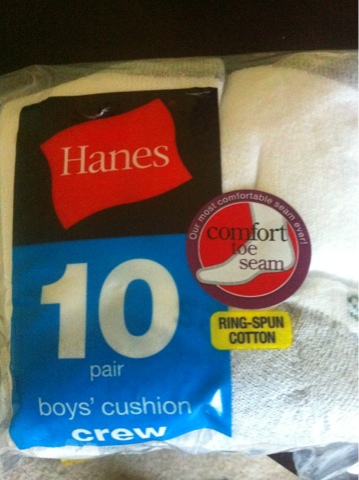 Hanes
Our most comfortable seam ever!
comfort
toe
seam
RING-SPUN
COTTON
10
pair
boys' cushion
crew